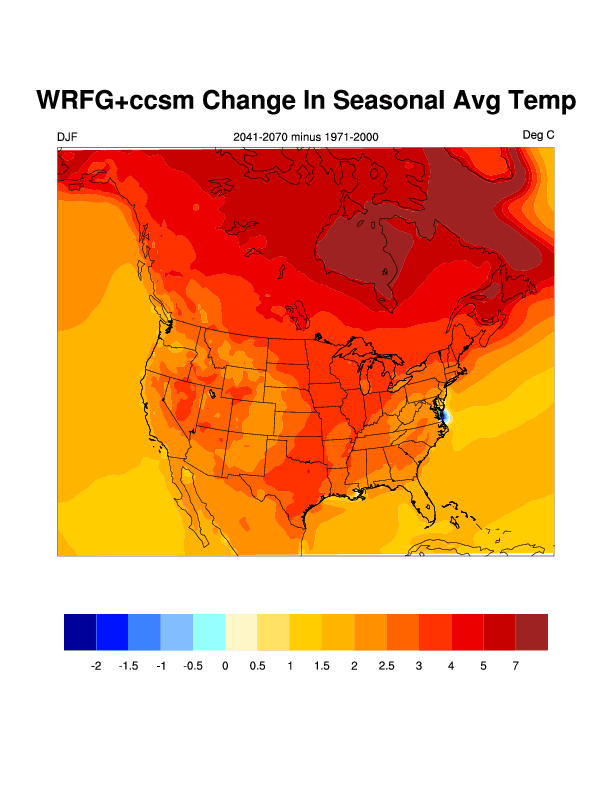 WRFG+ccsm Change In Seasonal Avg Temp
DJF 2041-2070 minus 1971-2000 Deg C
-2 -1.5 -1 -0.5 0 0.5 1 1.5 2 2.5 3 4 5 7